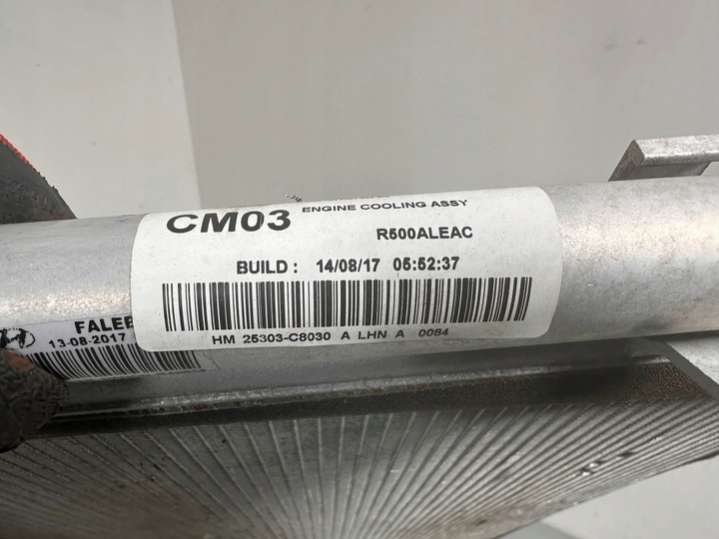 CM03 ENGINE COOLING ASSY
R500ALEAC
BUILD : 14/08/17 05:52:37
HM 25303-C8030 A LHN A 0084
13-08-2017